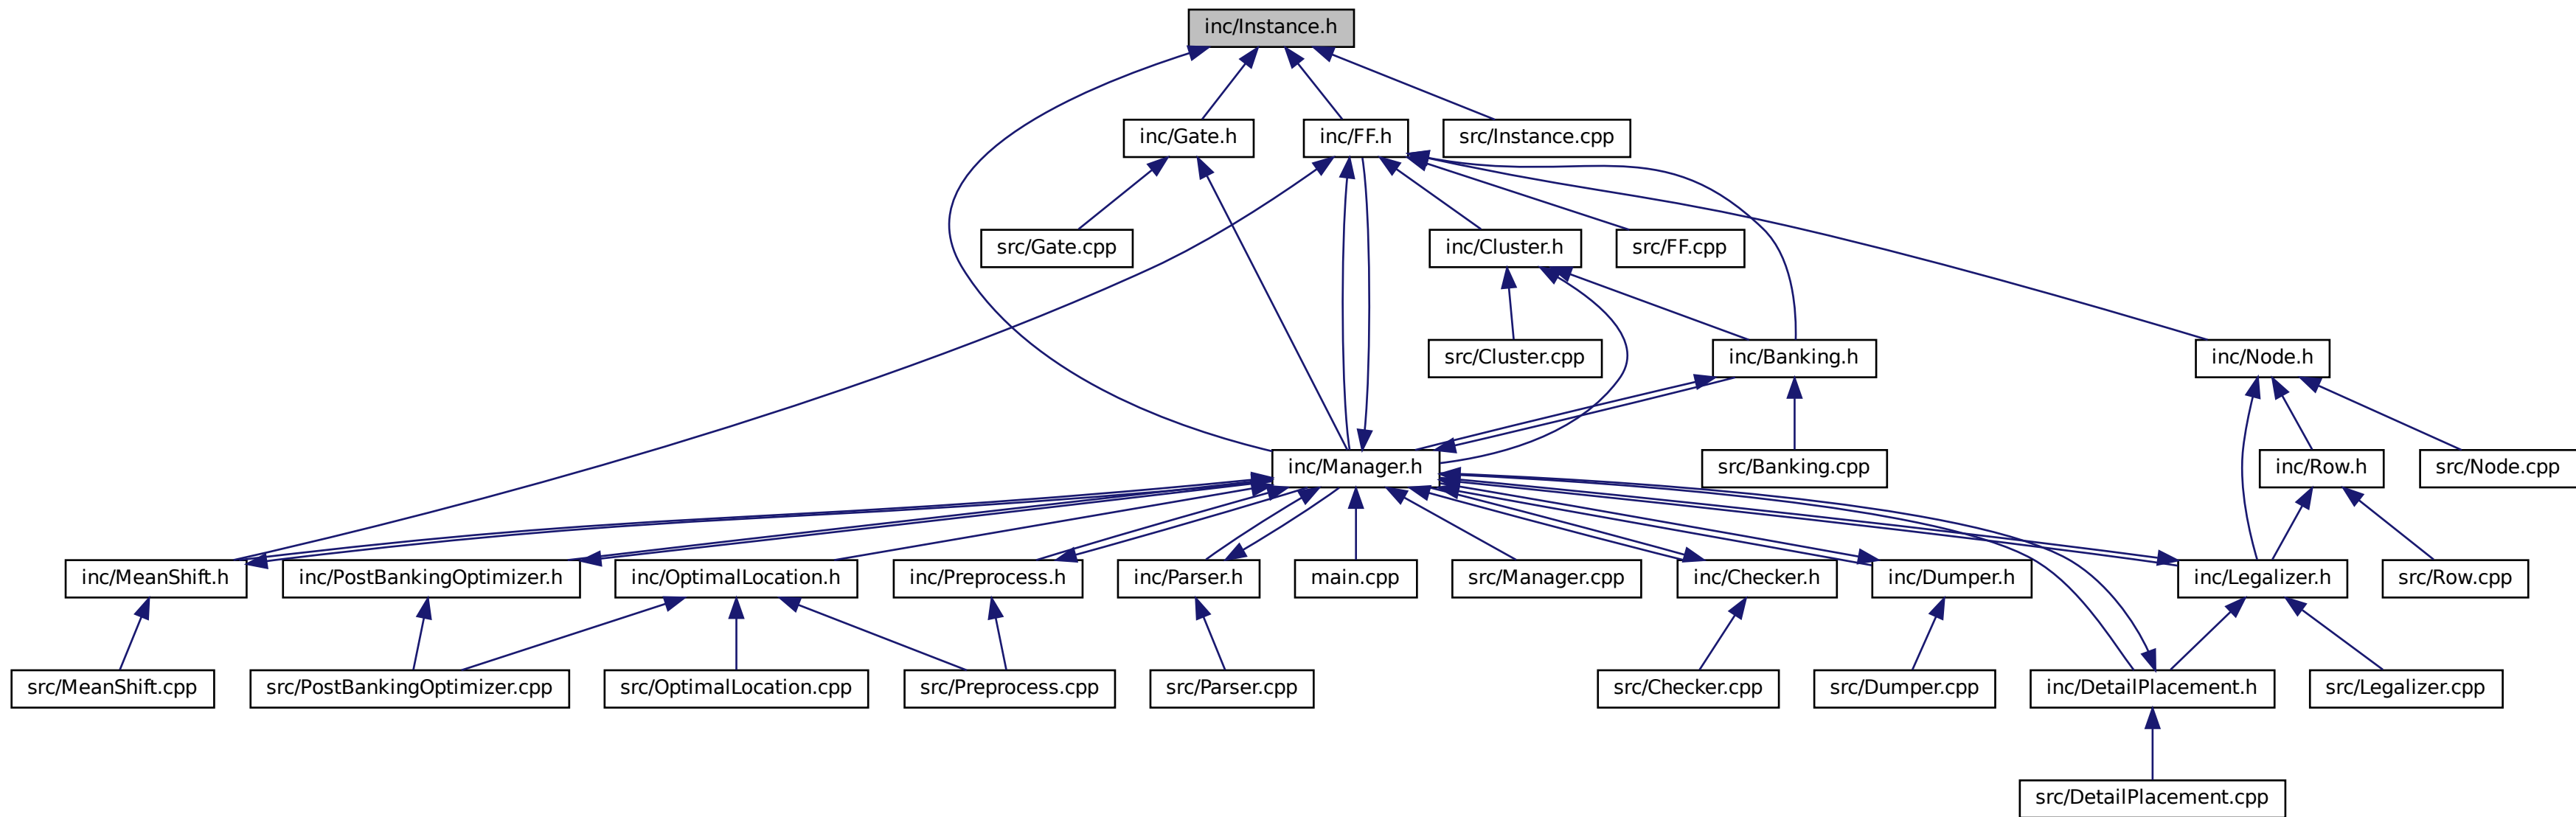 inc/Instance.h
inc/Gate.h
inc/FF.h
src/Instance.cpp
src/Gate.cpp
inc/Cluster.h
src/FF.cpp
src/Cluster.cpp
inc/Banking.h
inc/Node.h
inc/Manager.h
src/Banking.cpp
inc/Row.h
src/Node.cpp
inc/MeanShift.h
inc/PostBankingOptimizer.h
inc/OptimalLocation.h
inc/Preprocess.h
inc/Parser.h
main.cpp
src/Manager.cpp
inc/Checker.h
inc/Dumper.h
inc/Legalizer.h
src/Row.cpp
src/MeanShift.cpp
src/PostBankingOptimizer.cpp
src/OptimalLocation.cpp
src/Preprocess.cpp
src/Parser.cpp
src/Checker.cpp
src/Dumper.cpp
inc/DetailPlacement.h
src/Legalizer.cpp
src/DetailPlacement.cpp